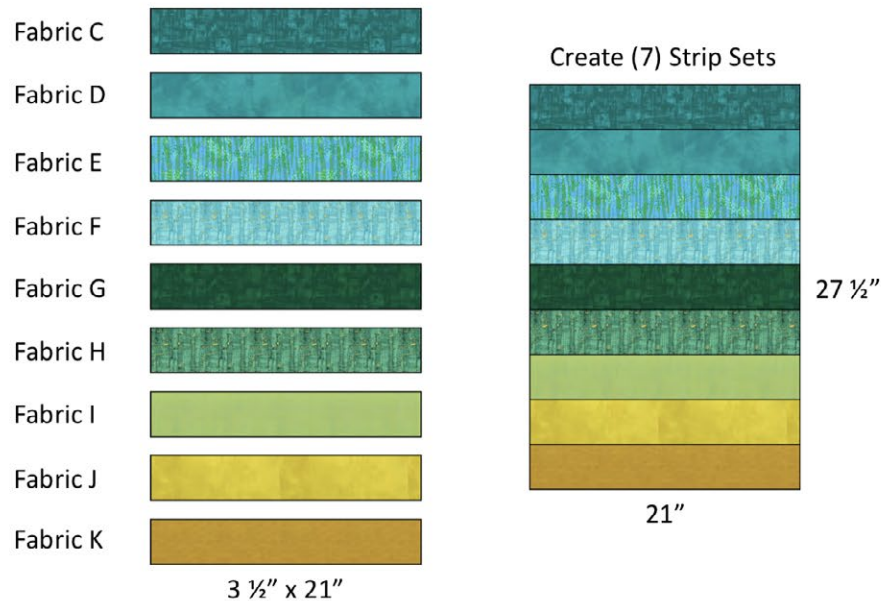 Fabric C
Fabric D
Fabric E
Fabric F
Fabric G
Fabric H
Fabric I
Fabric J
Fabric K
3 ½” x 21”
Create (7) Strip Sets
27 ½”
21”